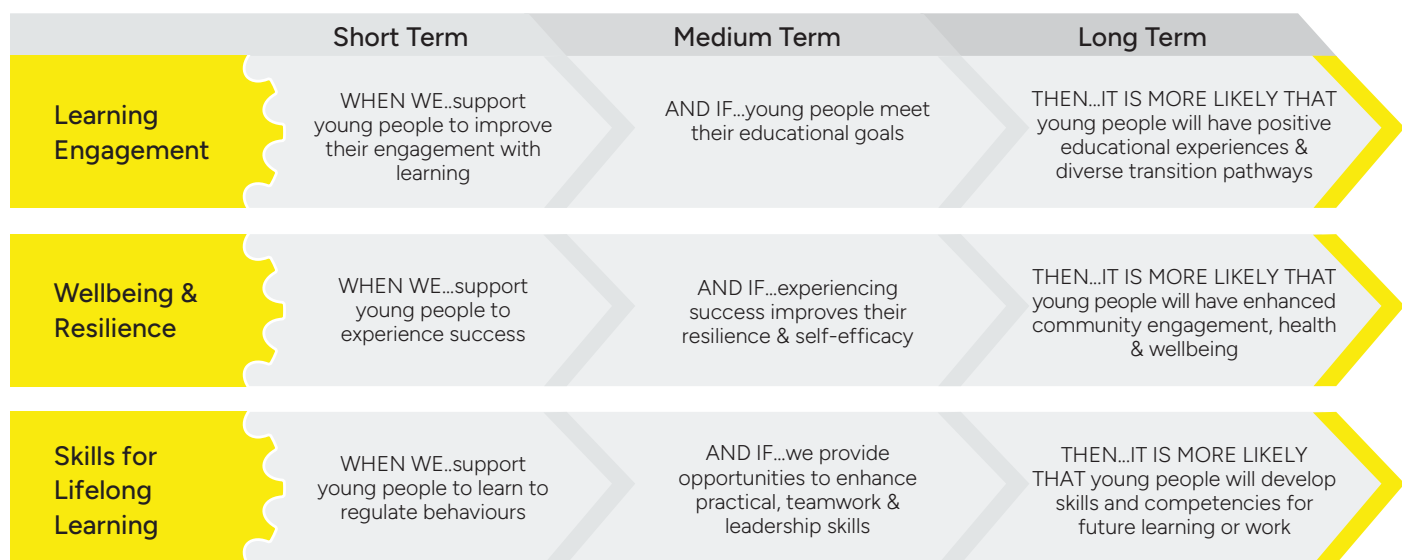 Short Term
Medium Term
Long Term
Learning
Engagement
WHEN WE..support
young people to improve
their engagement with
learning
AND IF...young people meet
their educational goals
THEN...IT IS MORE LIKELY THAT
young people will have positive
educational experiences &
diverse transition pathways
Wellbeing &
Resilience
WHEN WE...support
young people to
experience success
AND IF...experiencing
success improves their
resilience & self-efficacy
THEN...IT IS MORE LIKELY THAT
young people will have enhanced
community engagement, health
& wellbeing
Skills for
Lifelong
Learning
WHEN WE..support
young people to learn to
regulate behaviours
AND IF...we provide
opportunities to enhance
practical, teamwork &
leadership skills
THEN...IT IS MORE LIKELY
THAT young people will develop
skills and competencies for
future learning or work